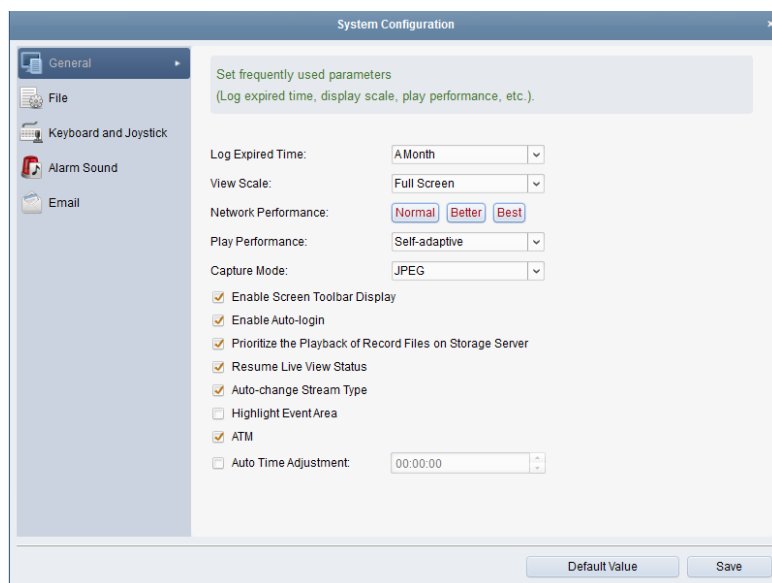 System Configuration
General
File
Keyboard and Joystick
Alarm Sound
Email
Set frequently used parameters
(Log expired time, display scale, play performance, etc.).
Log Expired Time: A Month
View Scale: Full Screen
Network Performance: Normal Better Best
Play Performance: Self-adaptive
Capture Mode: JPEG
Enable Screen Toolbar Display
Enable Auto-login
Prioritize the Playback of Record Files on Storage Server
Resume Live View Status
Auto-change Stream Type
Highlight Event Area
ATM
Auto Time Adjustment: 00:00:00
Default Value Save